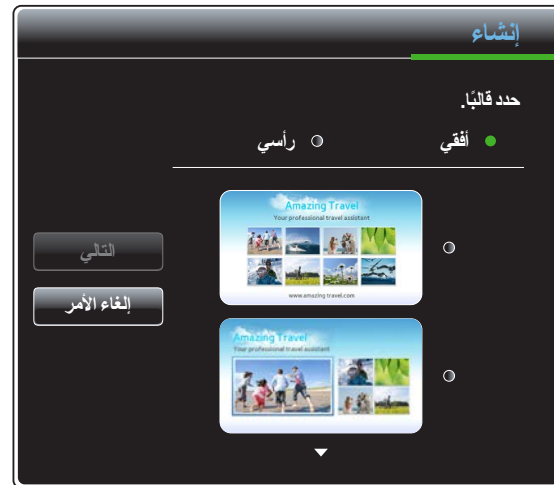 إنشاء
حدد قالبًا.
أفقي
رأسي
Amazing Travel
Your professional travel assistant
www.amazing travel.com
التالي
إلغاء الأمر
Amazing Travel
Your professional travel assistant